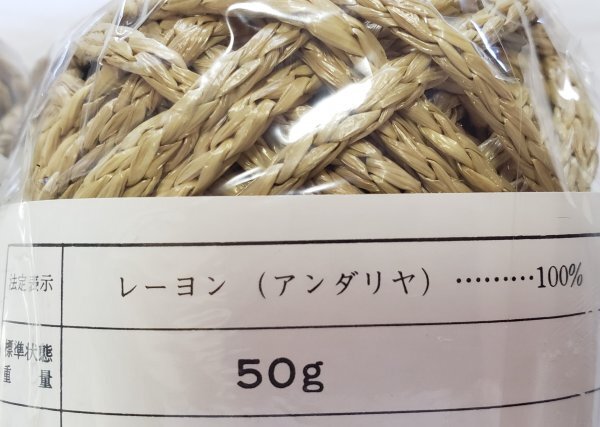 法定表示 レーヨン （アンダリヤ） ………100%
標準状態
重量 50g